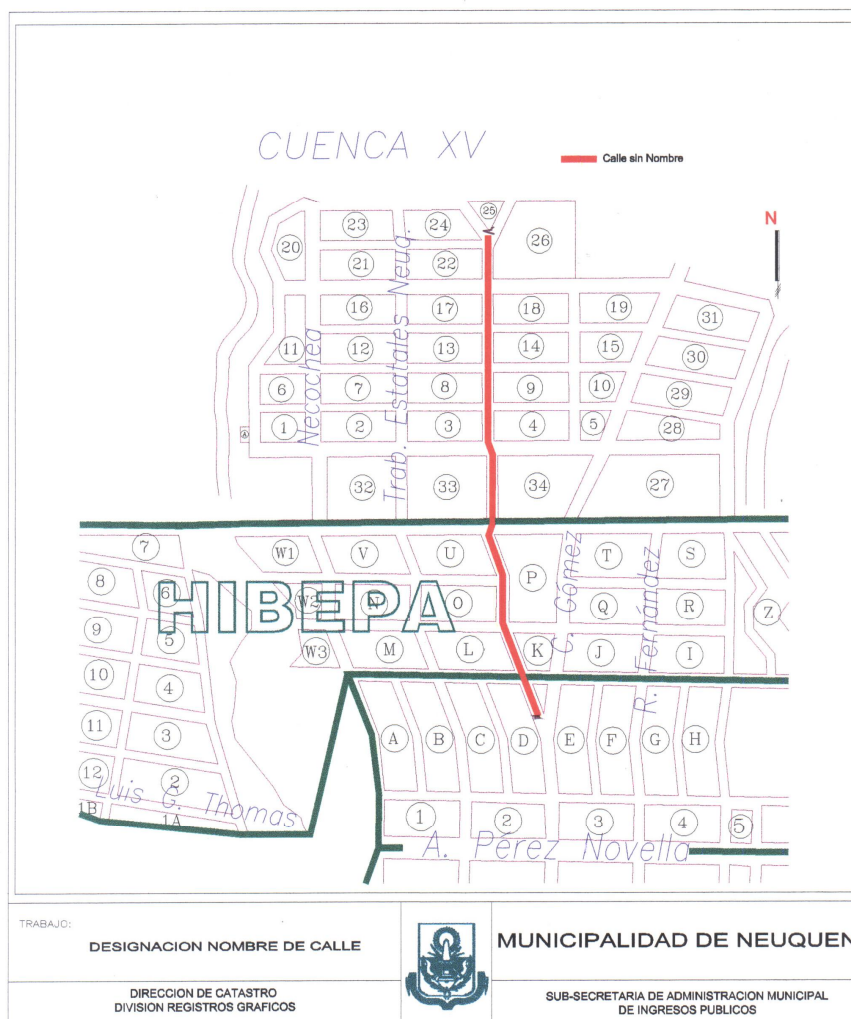 CUENCA XV
Calle sin Nombre
N
23
24
25
26
20
21
22
16
17
18
19
31
11
12
13
14
15
30
6
7
8
9
10
29
1
2
3
4
5
28
Necochea
Trab. Estatales Neuq.
32
33
34
27
7
W1
V
U
P
T
S
8
6
W2
N
O
Q
R
Z
HIBEPA
C. Gómez
R. Fernández
9
5
W3
M
L
K
J
I
10
4
11
3
A
B
C
D
E
F
G
H
12
2
Luis G. Thomas
1B
1A
1
2
3
4
5
A. Pérez Novella
TRABAJO:
DESIGNACION NOMBRE DE CALLE
MUNICIPALIDAD DE NEUQUEN
DIRECCION DE CATASTRO
DIVISION REGISTROS GRAFICOS
SUB-SECRETARIA DE ADMINISTRACION MUNICIPAL
DE INGRESOS PUBLICOS